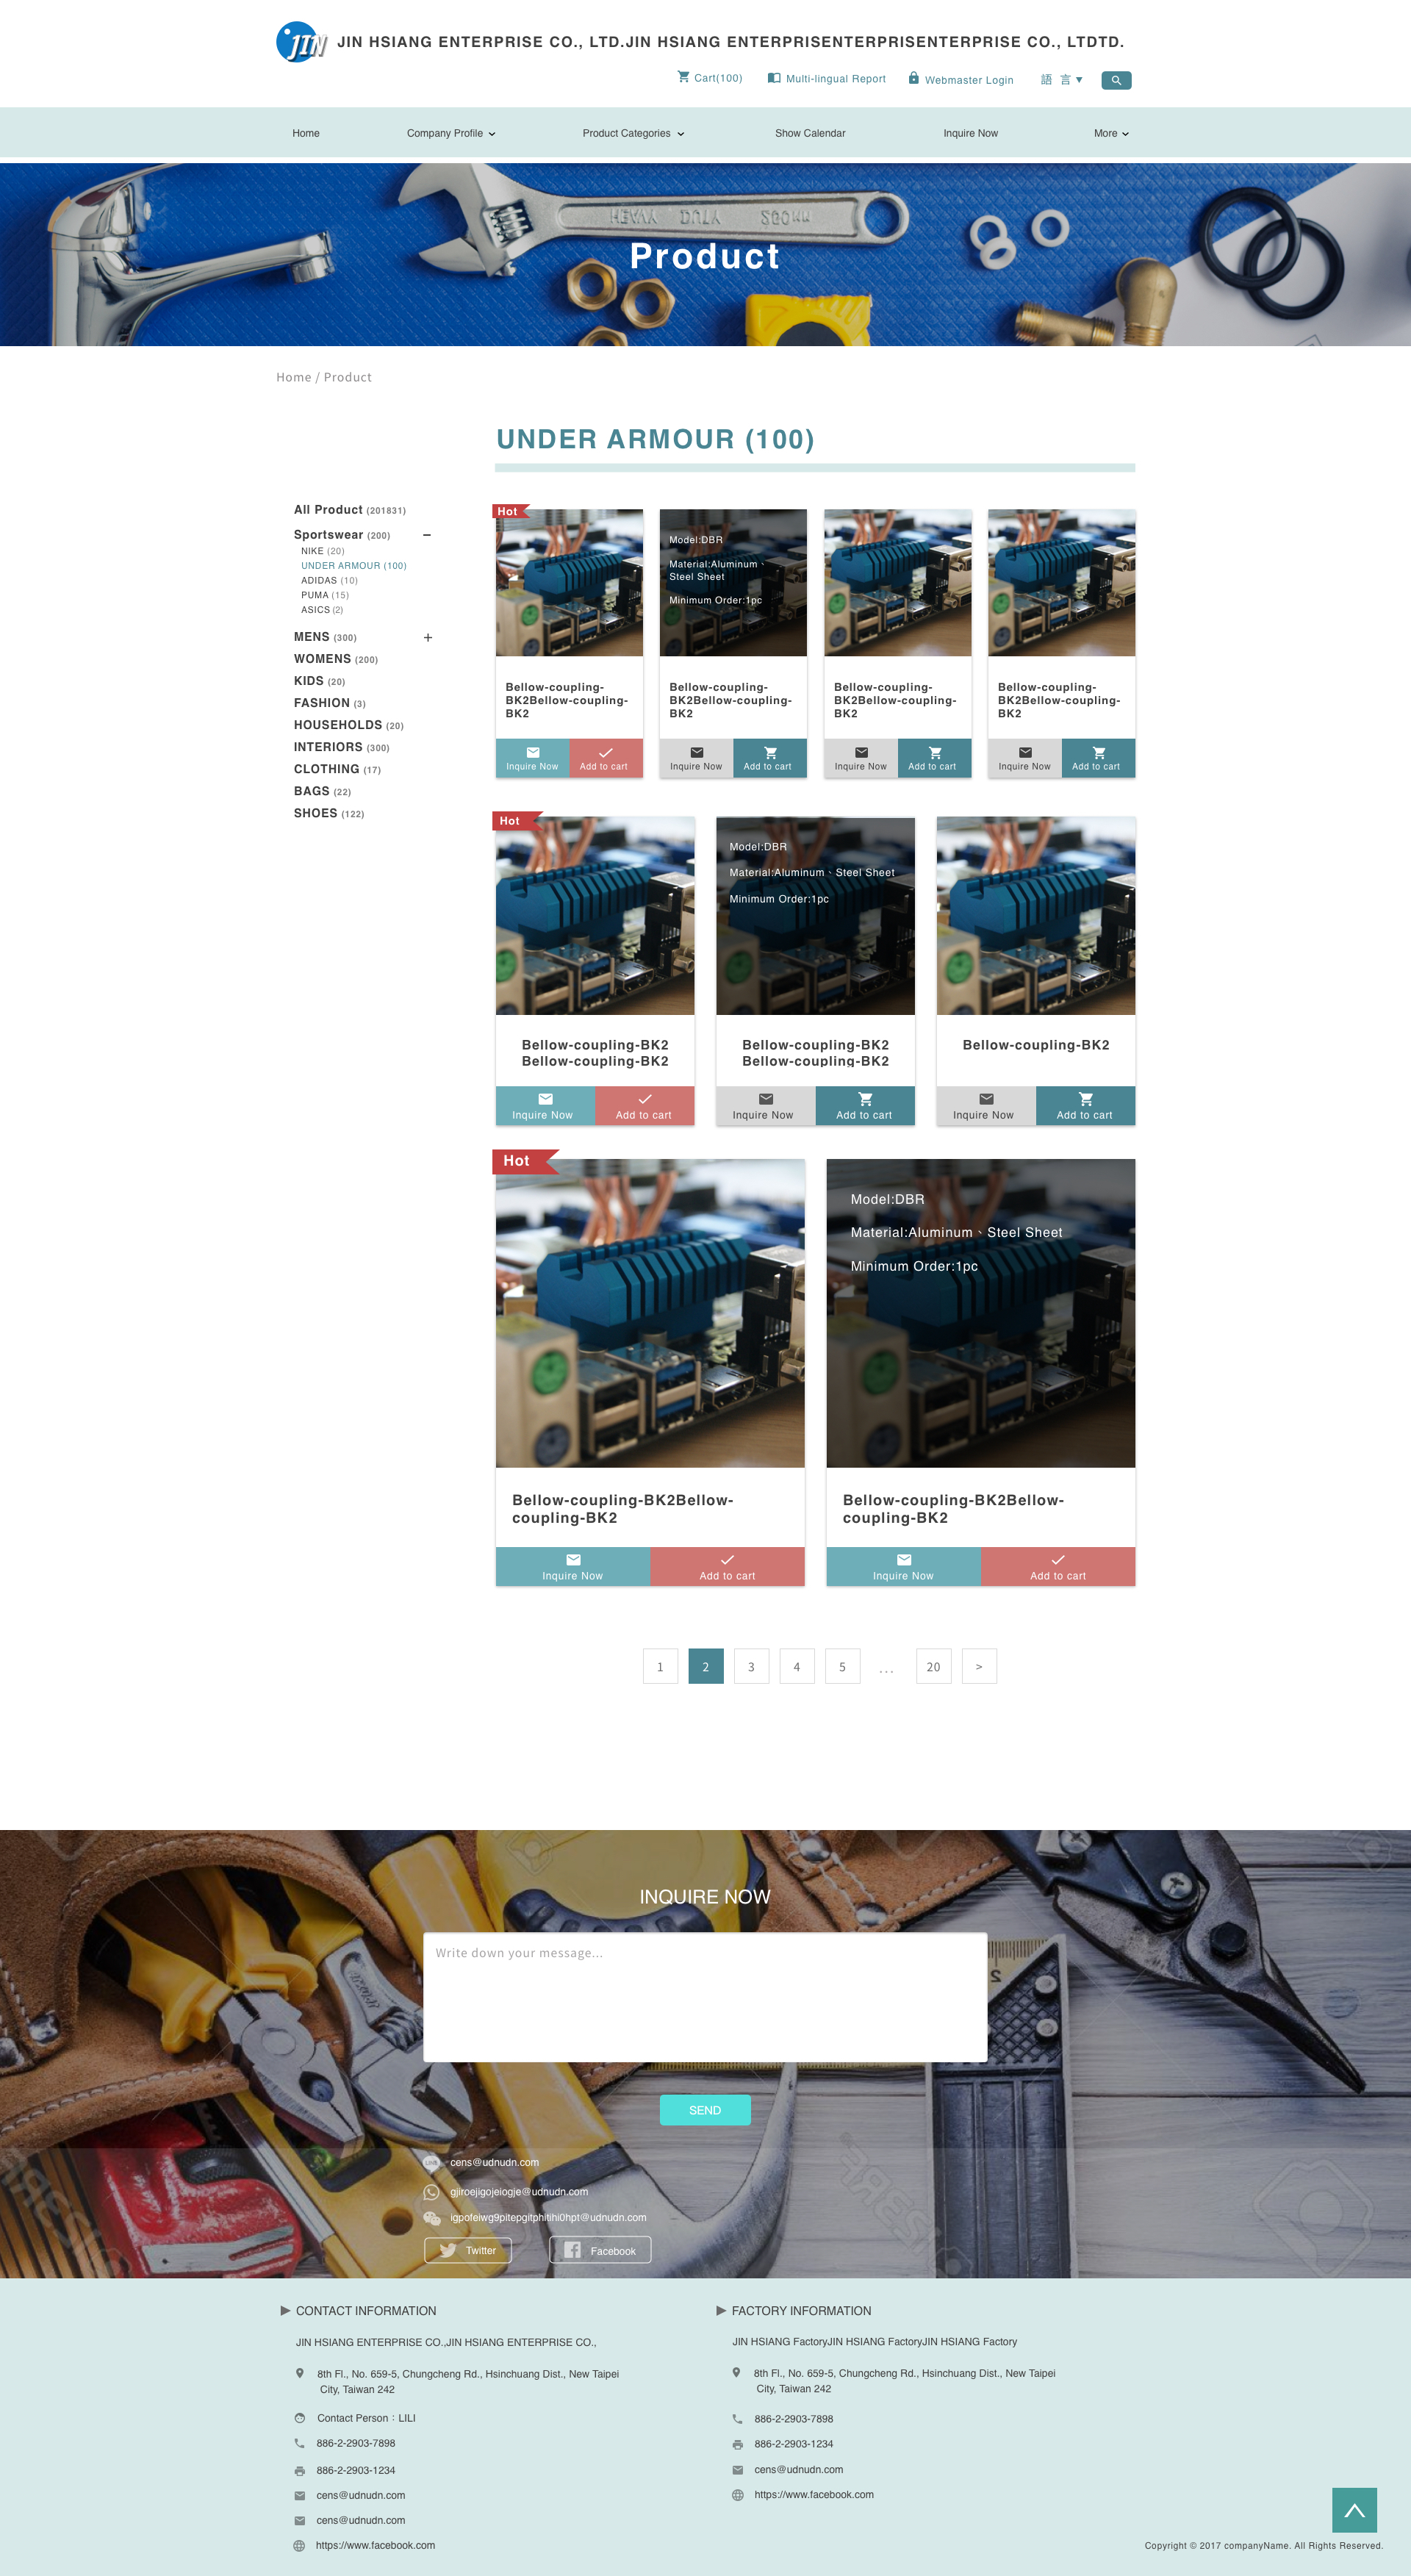 JIN JIN HSIANG ENTERPRISE CO., LTD.JIN HSIANG ENTERPRISENTERPRISENTERPRISE CO., LTDTD.
Cart(100) Multi-lingual Report Webmaster Login 語 言▼
Home Company Profile Product Categories Show Calendar Inquire Now More
HEAVY DUTY
Product
Home / Product
UNDER ARMOUR (100)
All Product (201831)
Sportswear (200) –
NIKE (20)
UNDER ARMOUR (100)
ADIDAS (10)
PUMA (15)
ASICS (2)
MENS (300) +
WOMENS (200)
KIDS (20)
FASHION (3)
HOUSEHOLDS (20)
INTERIORS (300)
CLOTHING (17)
BAGS (22)
SHOES (122)
Hot
Model:DBR
Material:Aluminum、
Steel Sheet
Minimum Order:1pc
Bellow-coupling-
BK2Bellow-coupling-
BK2
Bellow-coupling-
BK2Bellow-coupling-
BK2
Bellow-coupling-
BK2Bellow-coupling-
BK2
Bellow-coupling-
BK2Bellow-coupling-
BK2
Inquire Now Add to cart Inquire Now Add to cart Inquire Now Add to cart Inquire Now Add to cart
Hot
Model:DBR
Material:Aluminum、Steel Sheet
Minimum Order:1pc
Bellow-coupling-BK2
Bellow-coupling-BK2
Bellow-coupling-BK2
Bellow-coupling-BK2
Bellow-coupling-BK2
Inquire Now Add to cart Inquire Now Add to cart Inquire Now Add to cart
Hot
Model:DBR
Material:Aluminum、Steel Sheet
Minimum Order:1pc
Bellow-coupling-BK2Bellow-
coupling-BK2
Bellow-coupling-BK2Bellow-
coupling-BK2
Inquire Now Add to cart Inquire Now Add to cart
1 2 3 4 5 ... 20 >
INQUIRE NOW
Write down your message...
SEND
cens@udnudn.com
gjiroejigojeiogje@udnudn.com
igpofeiwg9pitepgitphitihi0hpt@udnudn.com
Twitter Facebook
CONTACT INFORMATION
JIN HSIANG ENTERPRISE CO.,JIN HSIANG ENTERPRISE CO.,
8th Fl., No. 659-5, Chungcheng Rd., Hsinchuang Dist., New Taipei
City, Taiwan 242
Contact Person：LILI
886-2-2903-7898
886-2-2903-1234
cens@udnudn.com
cens@udnudn.com
https://www.facebook.com
FACTORY INFORMATION
JIN HSIANG FactoryJIN HSIANG FactoryJIN HSIANG Factory
8th Fl., No. 659-5, Chungcheng Rd., Hsinchuang Dist., New Taipei
City, Taiwan 242
886-2-2903-7898
886-2-2903-1234
cens@udnudn.com
https://www.facebook.com
Copyright © 2017 companyName. All Rights Reserved.